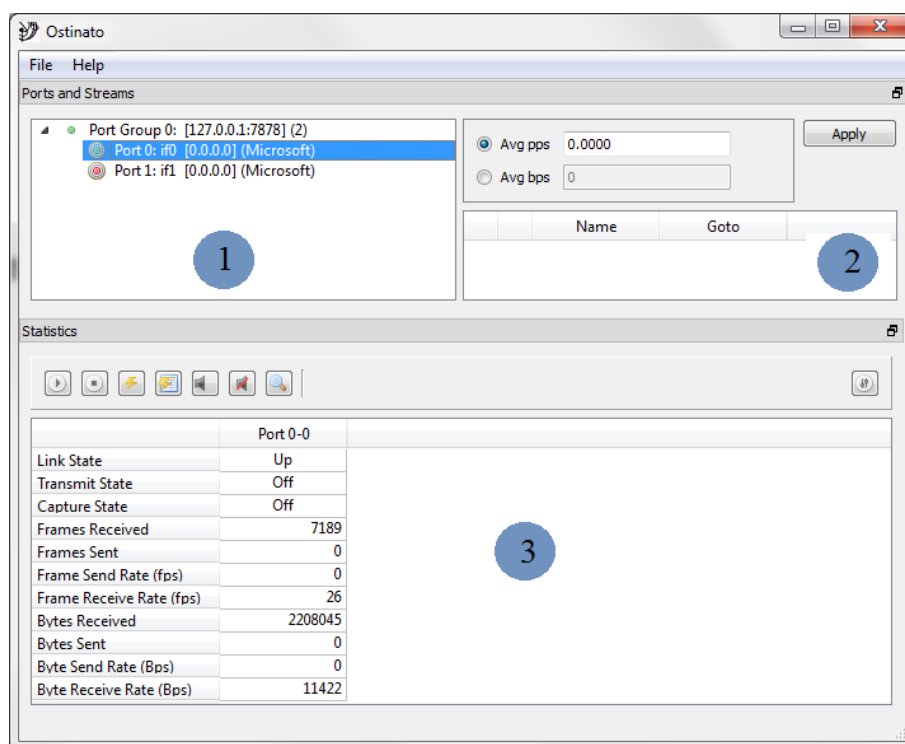 Ostinato
File Help
Ports and Streams
Port Group 0: [127.0.0.1:7878] (2)
Port 0: if0 [0.0.0.0] (Microsoft)
Port 1: if1 [0.0.0.0] (Microsoft)
1
Avg pps 0.0000
Avg bps 0
Apply
Name Goto
2
Statistics
Port 0-0
Link State Up
Transmit State Off
Capture State Off
Frames Received 7189
Frames Sent 0
Frame Send Rate (fps) 0
Frame Receive Rate (fps) 26
Bytes Received 2208045
Bytes Sent 0
Byte Send Rate (Bps) 0
Byte Receive Rate (Bps) 11422
3